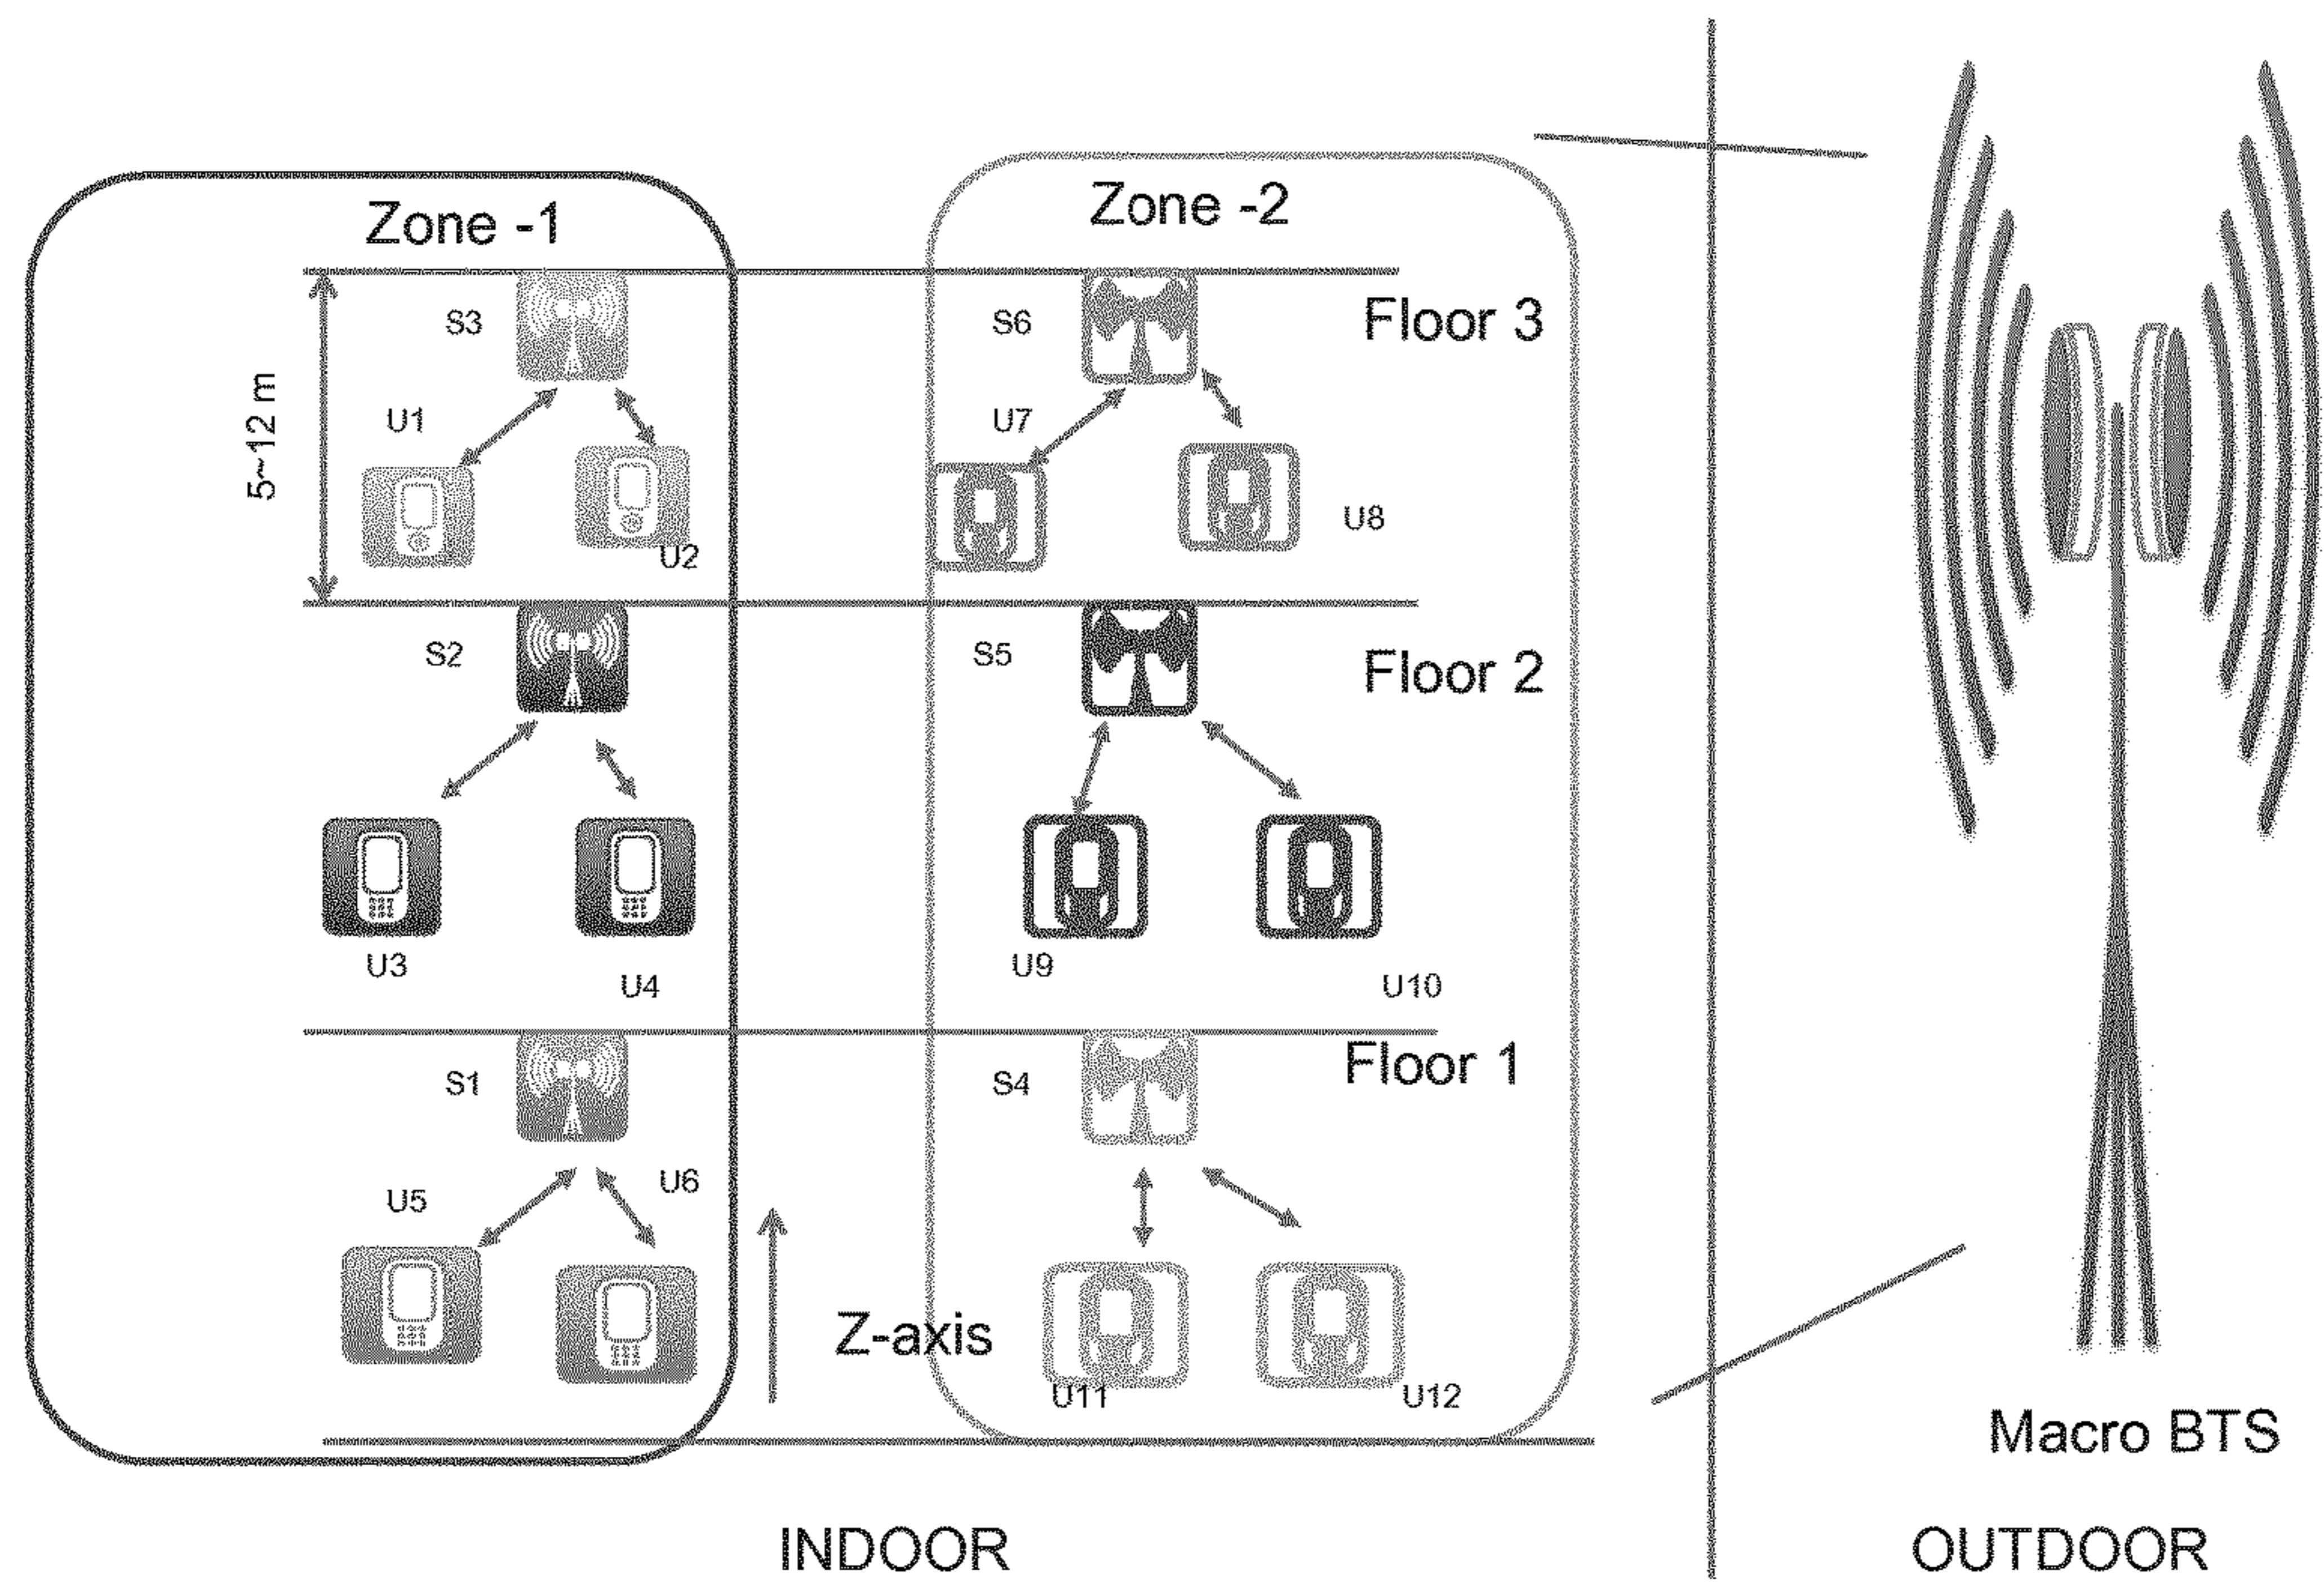 Zone -1
Zone -2
S3
S6
Floor 3
5~12 m
U1
U7
U2
U8
S2
S5
Floor 2
U3
U4
U9
U10
S1
S4
Floor 1
U5
U6
Z-axis
U11
U12
Macro BTS
INDOOR
OUTDOOR